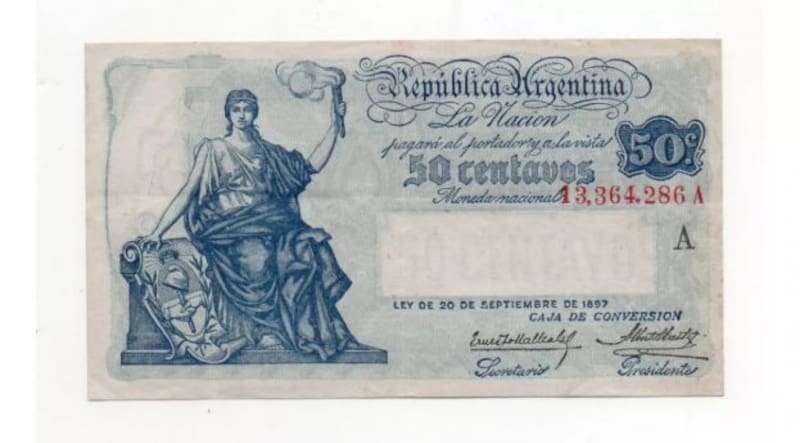 República Argentina
La Nacion
pagará al portador y a la vista
50 centavos
50c.
Moneda nacional
13,364.286 A
A
LEY DE 20 DE SEPTIEMBRE DE 1897
CAJA DE CONVERSION
Secretario
Presidente